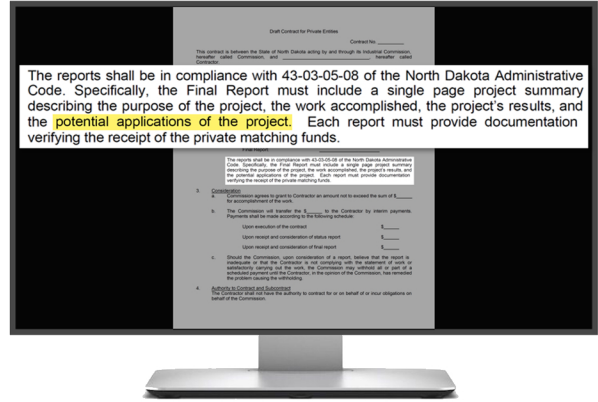 Draft Contract for Private Entities
Contract No. __________
This contract is between the State of North Dakota acting by and through its Industrial Commission,
hereafter called Commission, and ______________________________, hereafter called
Contractor.
The reports shall be in compliance with 43-03-05-08 of the North Dakota Administrative
Code. Specifically, the Final Report must include a single page project summary
describing the purpose of the project, the work accomplished, the project's results, and
the potential applications of the project. Each report must provide documentation
verifying the receipt of the private matching funds.
The reports shall be in compliance with 43-03-05-08 of the North Dakota Administrative
Code. Specifically, the Final Report must include a single page project summary
describing the purpose of the project, the work accomplished, the project's results, and
the potential applications of the project. Each report must provide documentation
verifying the receipt of the private matching funds.
3. Consideration
a. Commission agrees to grant to Contractor an amount not to exceed the sum of $_____
for accomplishment of the work.
b. The Commission will transfer the $_____ to the Contractor by interim payments.
Payments shall be made according to the following schedule:
Upon execution of the contract $_____
Upon receipt and consideration of status report $_____
Upon receipt and consideration of final report $_____
c. Should the Commission, upon consideration of a report, believe that the report is
inadequate or that the Contractor is not complying with the statement of work or
satisfactorily carrying out the work, the Commission may withhold all or part of a
scheduled payment until the Contractor, in the opinion of the Commission, has remedied
the problem causing the withholding.
4. Authority to Contract and Subcontract
The Contractor shall not have the authority to contract for or on behalf of or incur obligations on
behalf of the Commission.